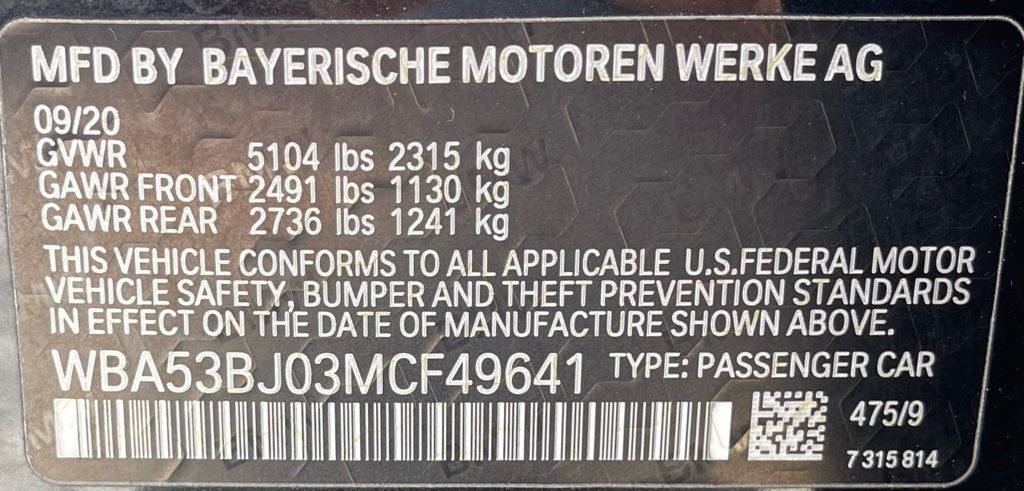 MFD BY BAYERISCHE MOTOREN WERKE AG
09/20
GVWR 5104 lbs 2315 kg
GAWR FRONT 2491 lbs 1130 kg
GAWR REAR 2736 lbs 1241 kg
THIS VEHICLE CONFORMS TO ALL APPLICABLE U.S.FEDERAL MOTOR
VEHICLE SAFETY, BUMPER AND THEFT PREVENTION STANDARDS
IN EFFECT ON THE DATE OF MANUFACTURE SHOWN ABOVE.
WBA53BJ03MCF49641 TYPE: PASSENGER CAR
475/9
7 315 814